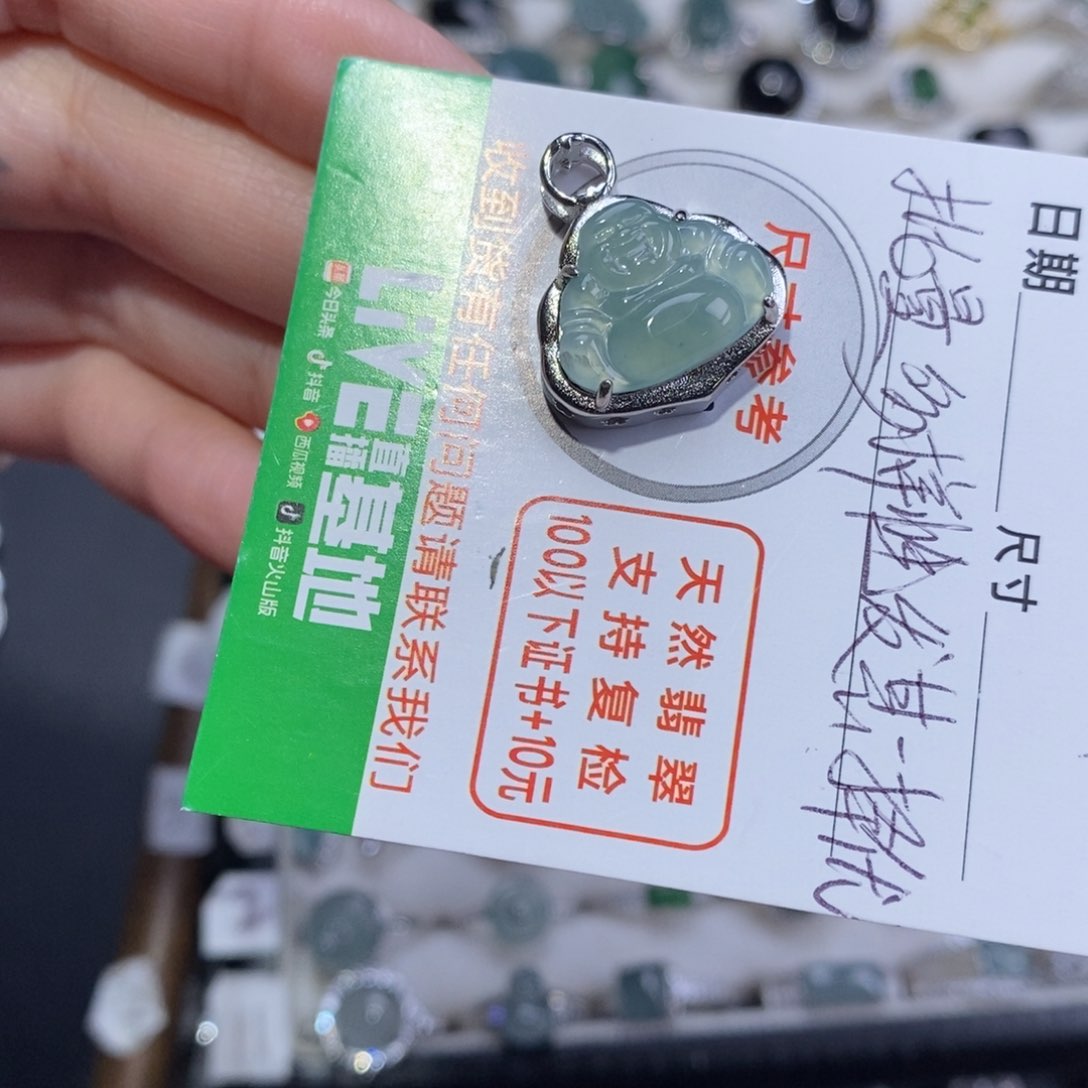 日期
尺寸
尺寸参考
天然翡翠
支持复检
100以下证书+10元
收到货有任何问题请联系我们
LIVE直播基地
今日头条 抖音 西瓜视频 抖音火山版